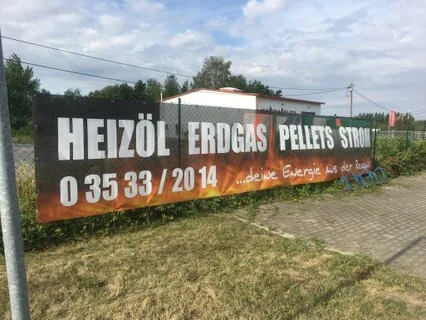 HEIZÖL ERDGAS PELLETS STROM
0 35 33 / 20 14 ...deine Energie aus der Region!